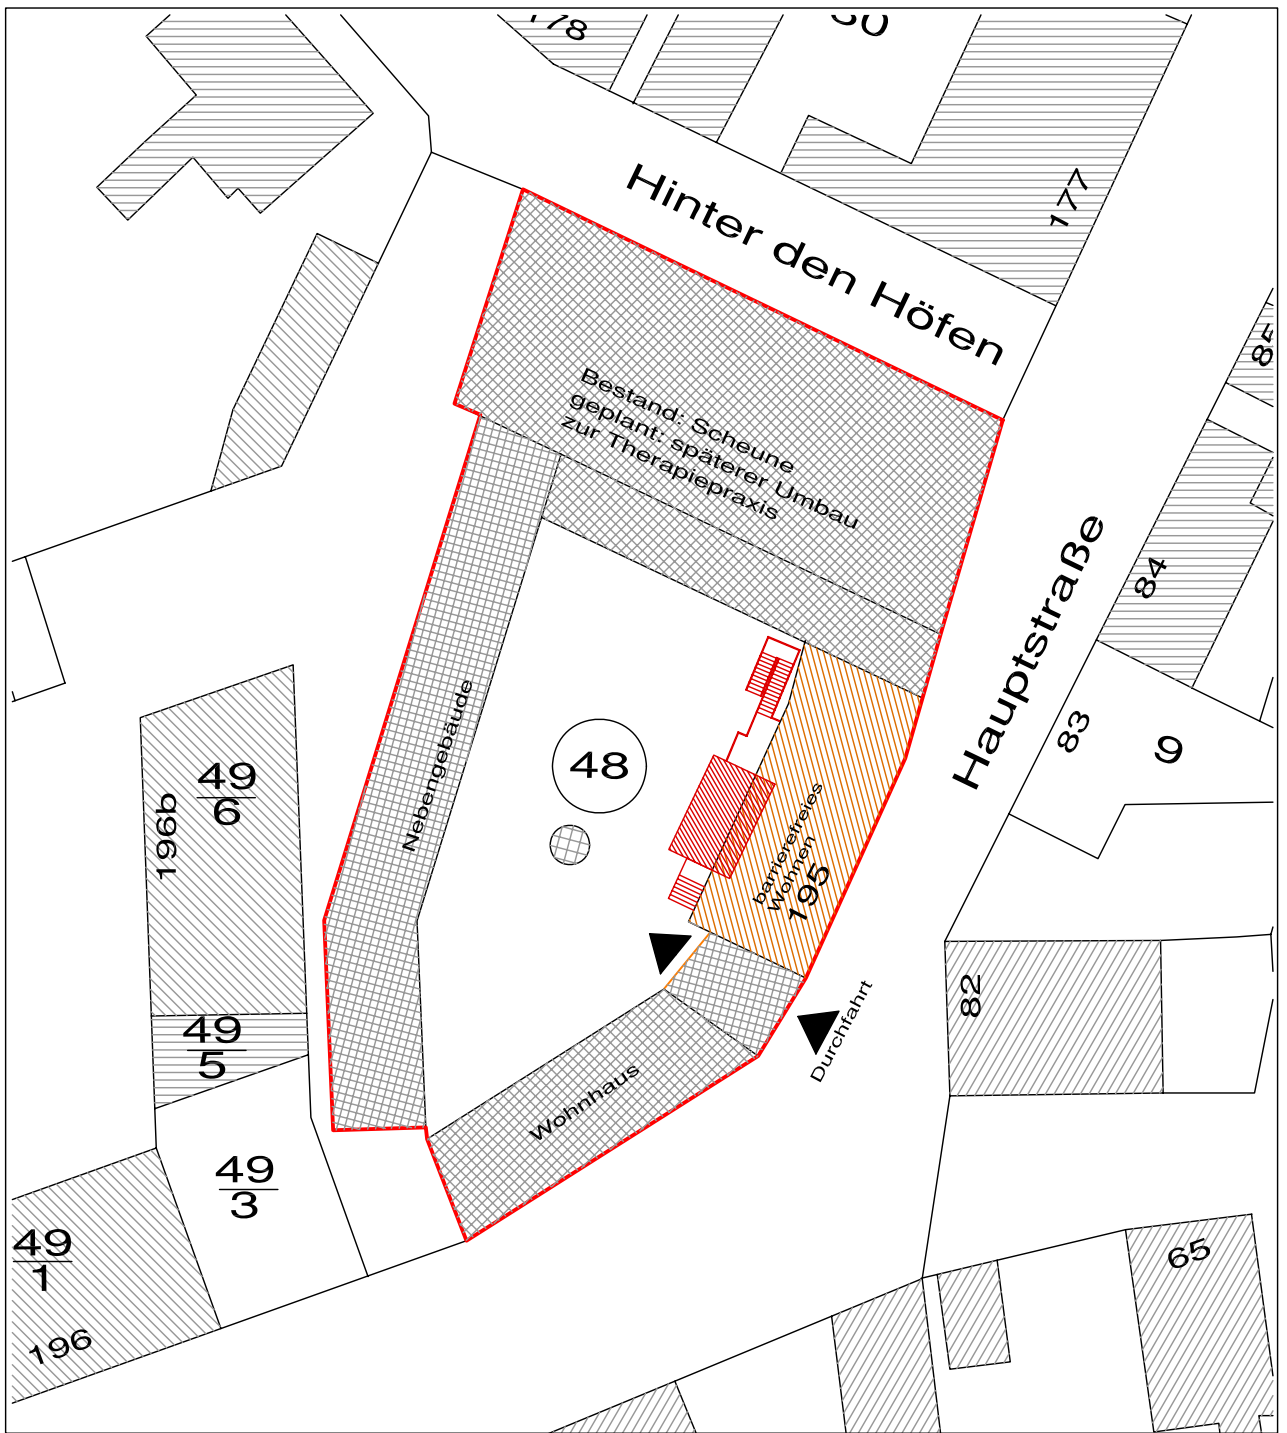 Hinter den Höfen
177
Bestand: Scheune
geplant: späterer Umbau
zur Therapiepraxis
Hauptstraße
84
83
9
Nebengebäude
48
barrierefreies
Wohnen
195
49
6
196b
49
5
82
Durchfahrt
Wohnhaus
49
3
49
1
196
65